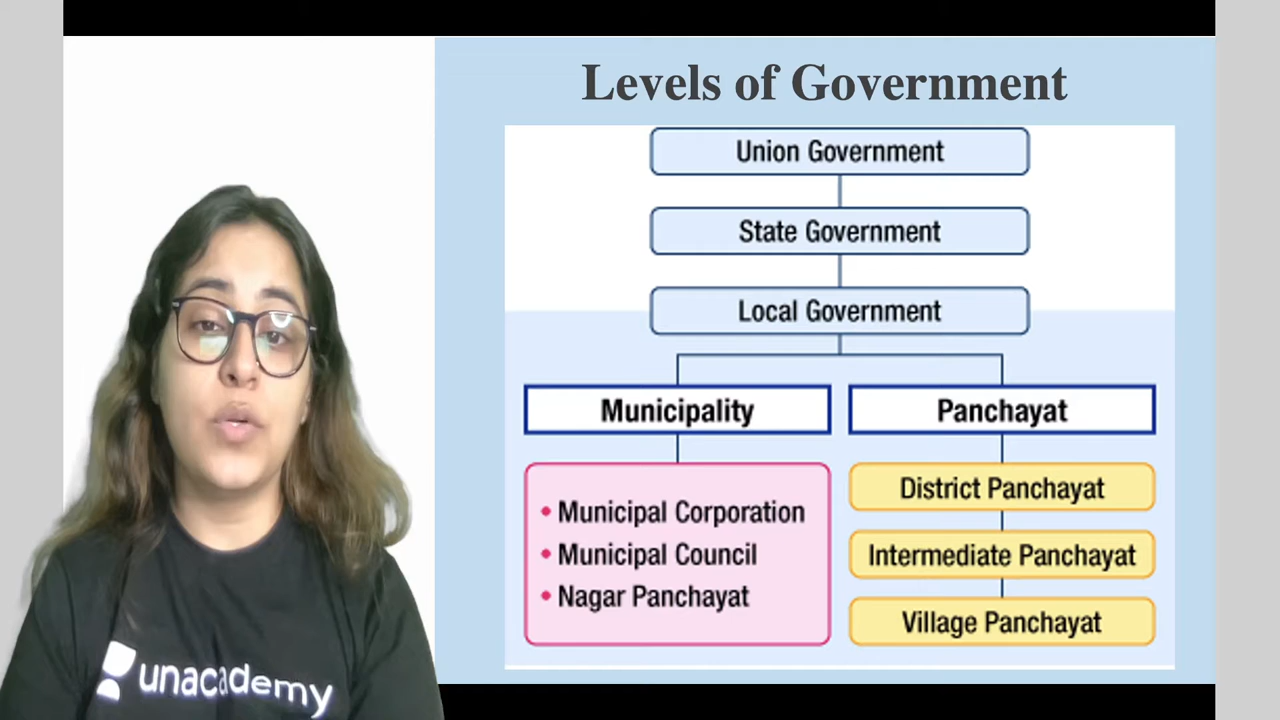 Levels of Government
Union Government
State Government
Local Government
Municipality
Panchayat
• Municipal Corporation
• Municipal Council
• Nagar Panchayat
District Panchayat
Intermediate Panchayat
Village Panchayat
unacademy